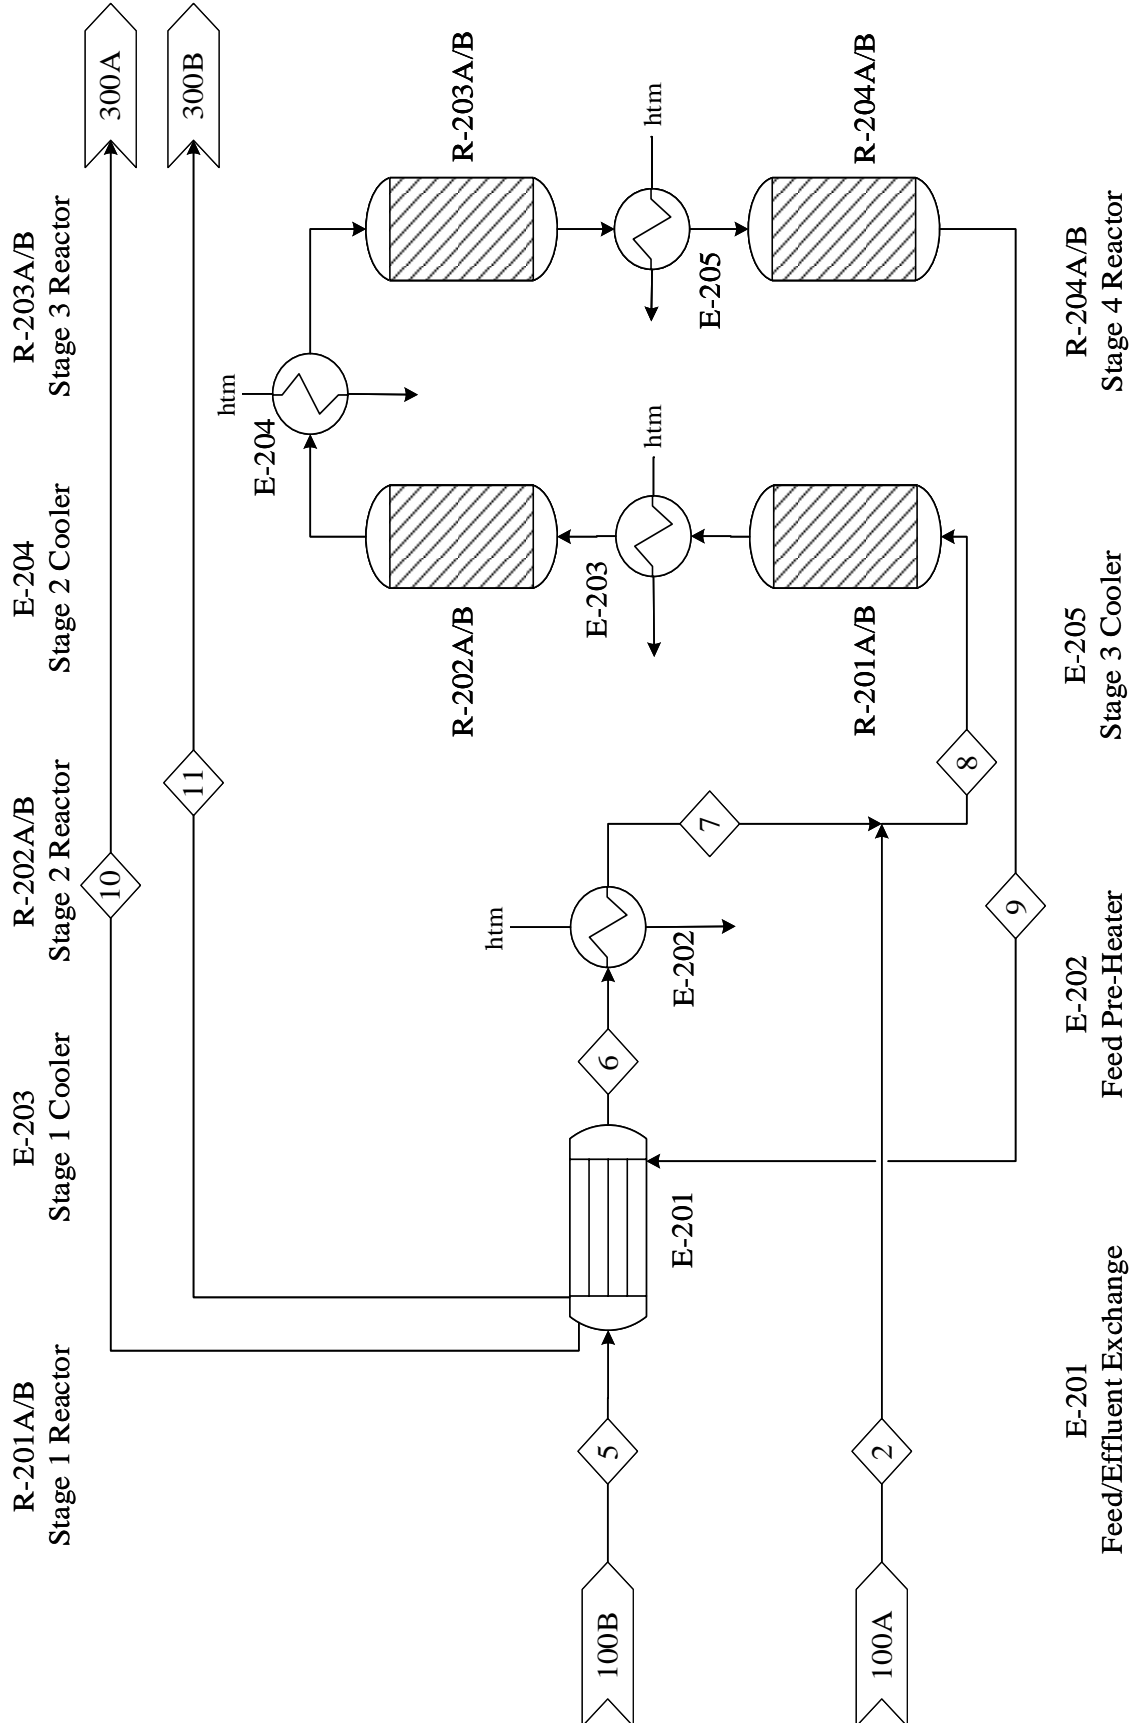 R-201A/B
Stage 1 Reactor
E-203
Stage 1 Cooler
R-202A/B
Stage 2 Reactor
E-204
Stage 2 Cooler
R-203A/B
Stage 3 Reactor
10
300A
11
300B
htm
E-204
R-202A/B
R-203A/B
htm
E-203
htm
E-205
htm
E-202
R-201A/B
R-204A/B
100B
5
E-201
6
7
8
100A
2
9
E-201
Feed/Effluent Exchange
E-202
Feed Pre-Heater
E-205
Stage 3 Cooler
R-204A/B
Stage 4 Reactor